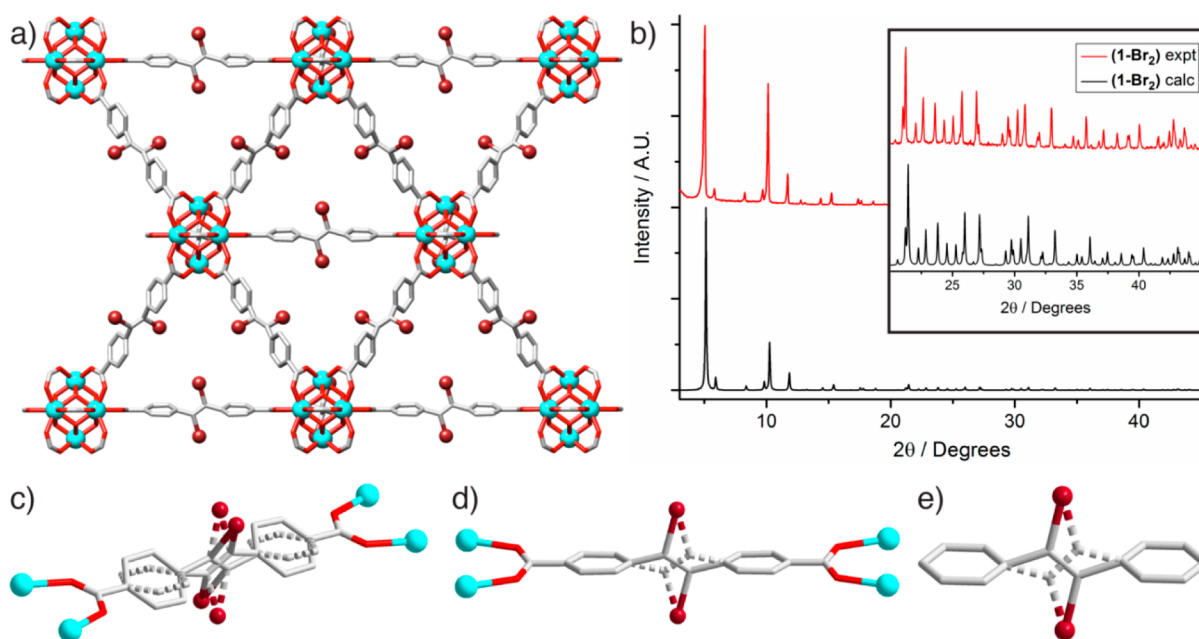 a)
b)
(1-Br2) expt
(1-Br2) calc
25
30
35
40
2θ / Degrees
Intensity / A.U.
10
20
30
40
2θ / Degrees
c)
d)
e)